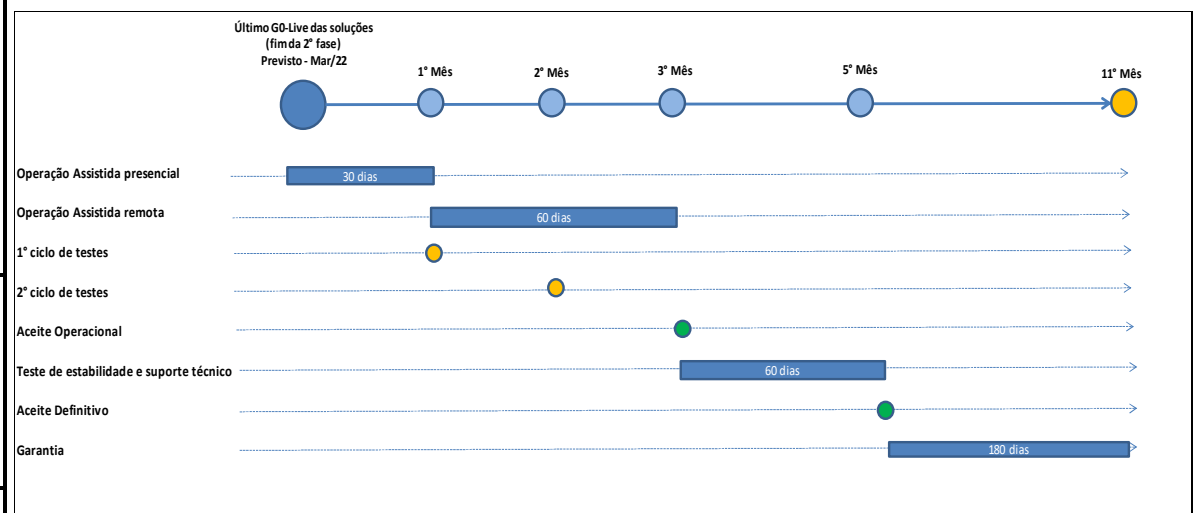 Último G0-Live das soluções
(fim da 2° fase)
Previsto - Mar/22
1° Mês
2° Mês
3° Mês
5° Mês
11° Mês
Operação Assistida presencial
30 dias
Operação Assistida remota
60 dias
1° ciclo de testes
2° ciclo de testes
Aceite Operacional
Teste de estabilidade e suporte técnico
60 dias
Aceite Definitivo
Garantia
180 dias